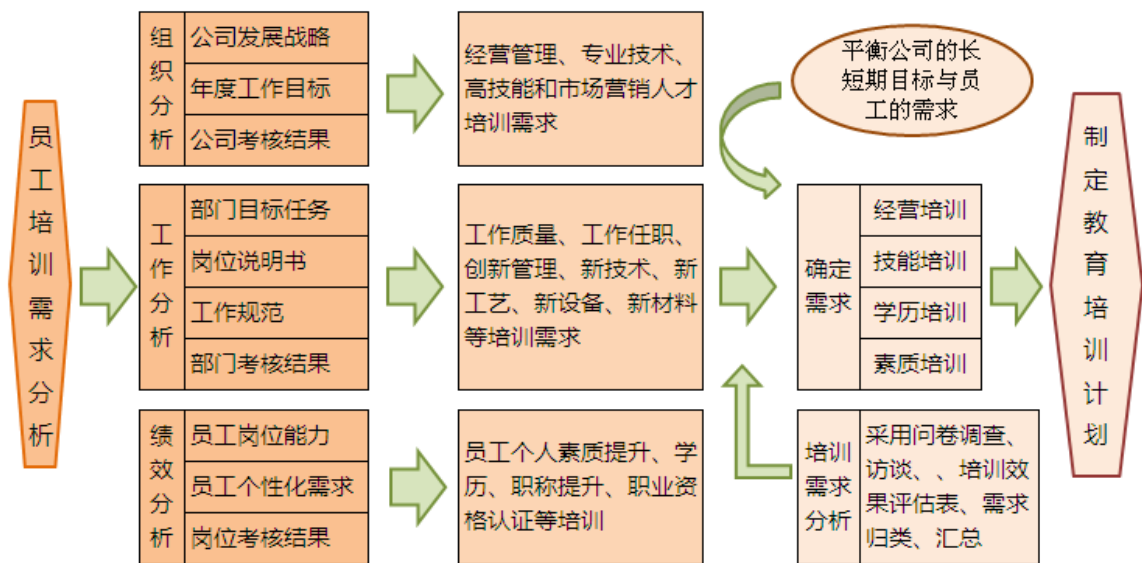 员工培训需求分析
组织分析
公司发展战略
年度工作目标
公司考核结果
经营管理、专业技术、
高技能和市场营销人才
培训需求
平衡公司的长
短期目标与员
工的需求
工作分析
部门目标任务
岗位说明书
工作规范
部门考核结果
工作质量、工作任职、
创新管理、新技术、新
工艺、新设备、新材料
等培训需求
确定
需求
经营培训
技能培训
学历培训
素质培训
制定教育培训计划
绩效分析
员工岗位能力
员工个性化需求
岗位考核结果
员工个人素质提升、学
历、职称提升、职业资
格认证等培训
培训
需求
分析
采用问卷调查、
访谈、、培训效
果评估表、需求
归类、汇总